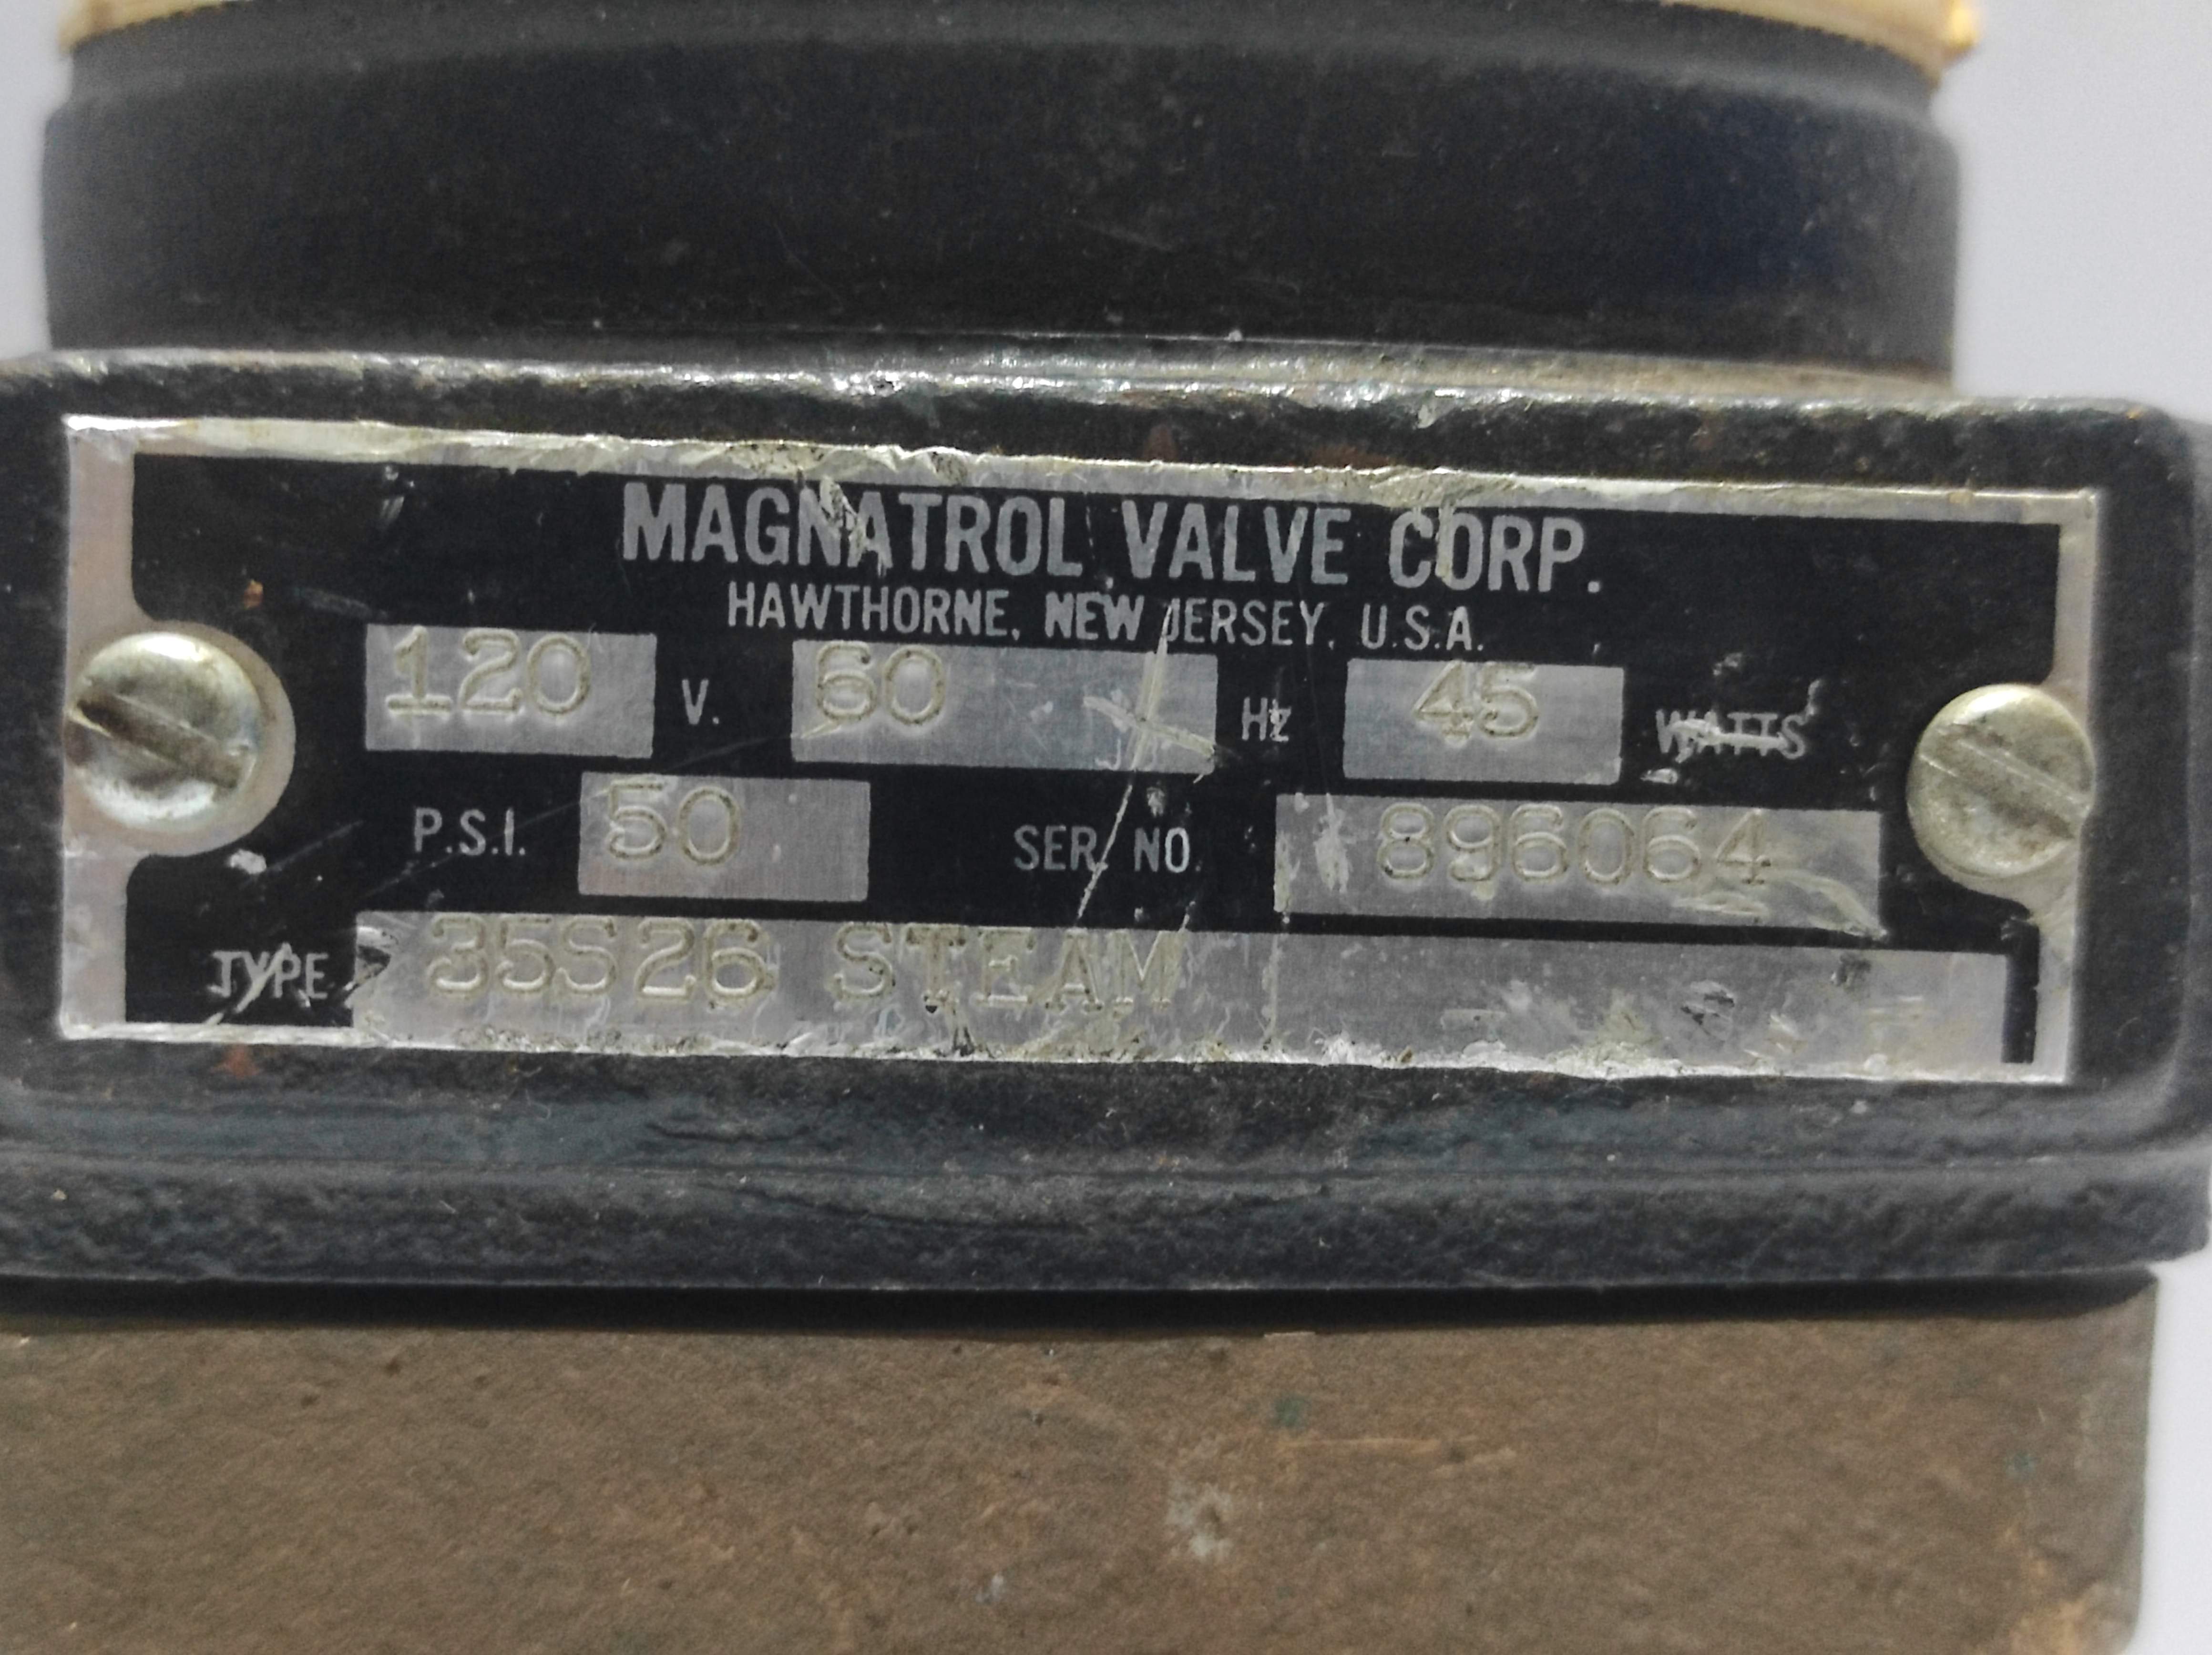 MAGNATROL VALVE CORP.
HAWTHORNE, NEW JERSEY, U.S.A.
120 V. 60 Hz 45 WATTS
P.S.I. 50 SER. NO. 896064
TYPE 35S26 STEAM